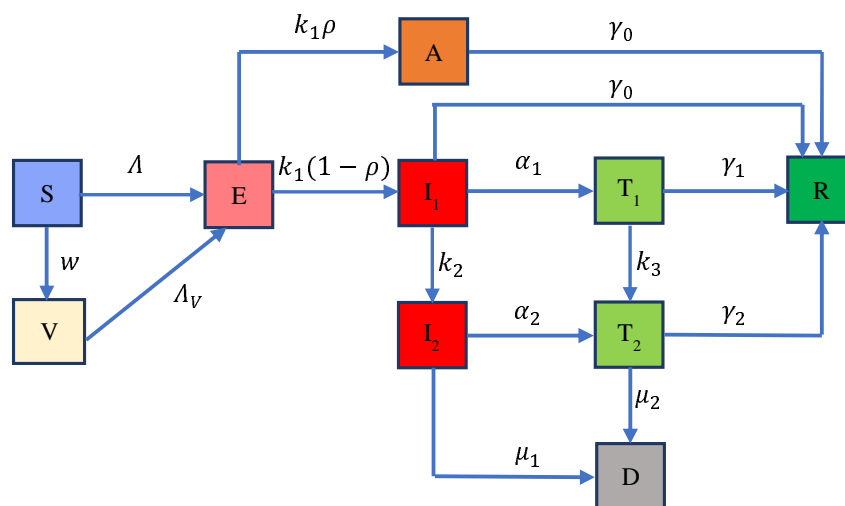 k₁ρ
A
γ₀
γ₀
S
Λ
E
k₁(1 − ρ)
I₁
α₁
T₁
γ₁
R
w
Λ_V
k₂
k₃
V
I₂
α₂
T₂
γ₂
μ₂
μ₁
D